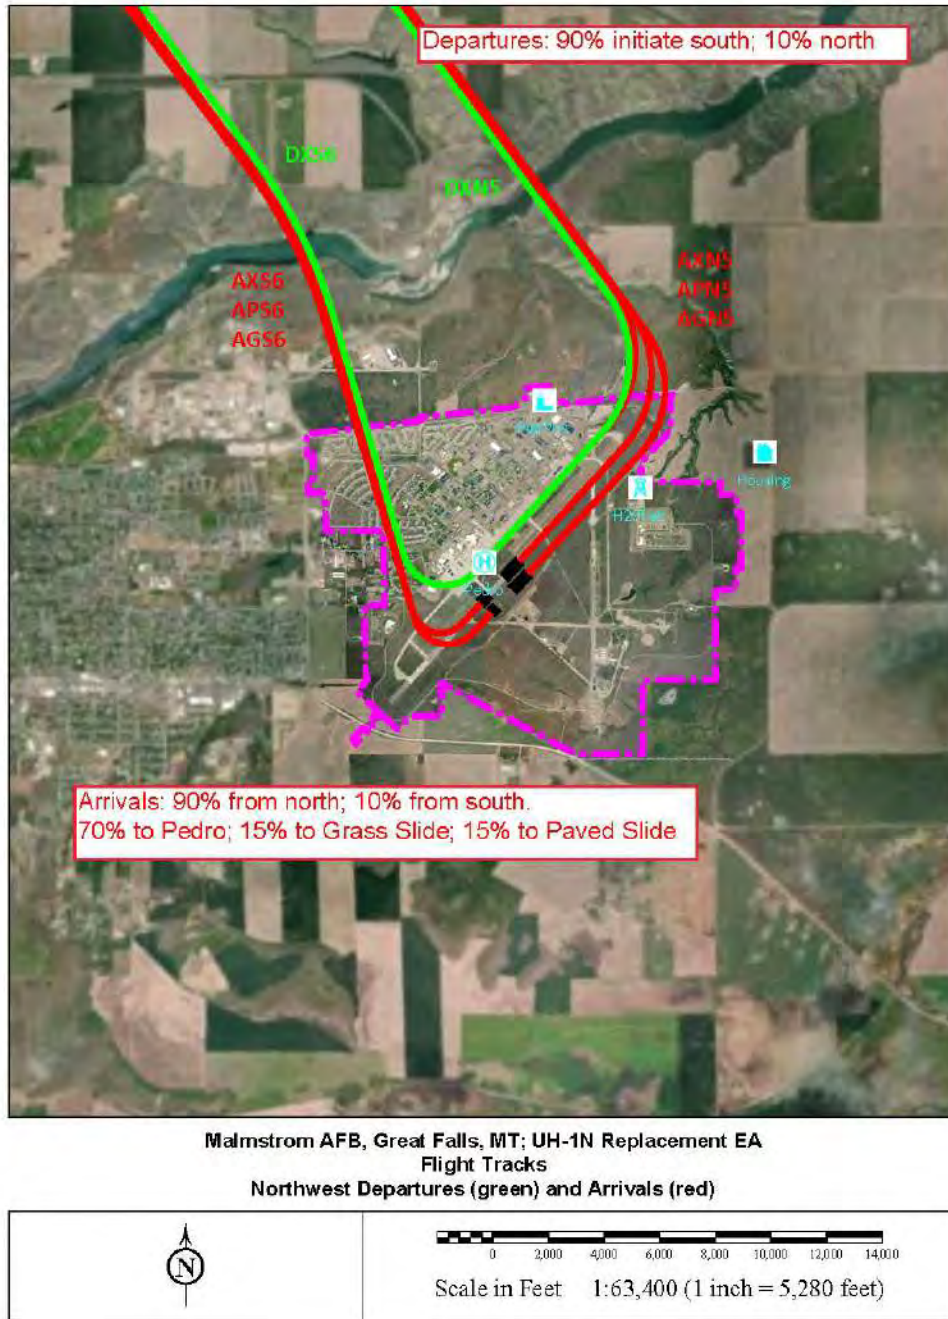 Departures: 90% initiate south; 10% north
DXS6
DXN5
AXN5
APN5
AGN5
AXS6
APS6
AGS6
Housing
H
Pedro
Arrivals: 90% from north; 10% from south.
70% to Pedro; 15% to Grass Slide; 15% to Paved Slide
Malmstrom AFB, Great Falls, MT; UH-1N Replacement EA
Flight Tracks
Northwest Departures (green) and Arrivals (red)
N
0 2,000 4,000 6,000 8,000 10,000 12,000 14,000
Scale in Feet 1:63,400 (1 inch = 5,280 feet)